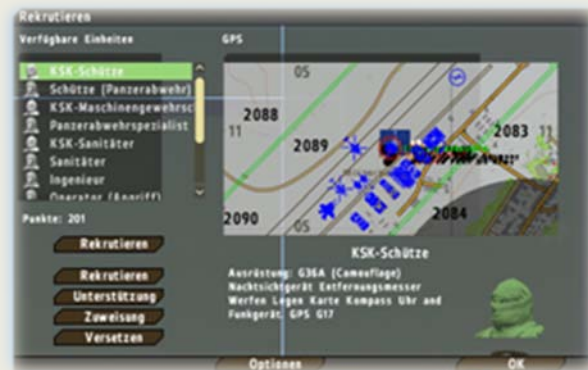 Rekrutieren
Verfügbare Einheiten
KSK-Schütze
Schütze (Panzerabwehr)
KSK-Maschinengewehrsc
Panzerabwehrspezialist
KSK-Sanitäter
Sanitäter
Ingenieur
Operator (Angriff)
Punkte: 201
Rekrutieren
Rekrutieren
Unterstützung
Zuweisung
Versetzen
GPS
05
2088
11
2089
2083
11
2090
05
2084
KSK-Schütze
Ausrüstung: G36A (Camouflage)
Nachtsichtgerät Entfernungsmesser
Werfen Legen Karte Kompass Uhr and
Funkgerät, GPS G17
Optionen
OK